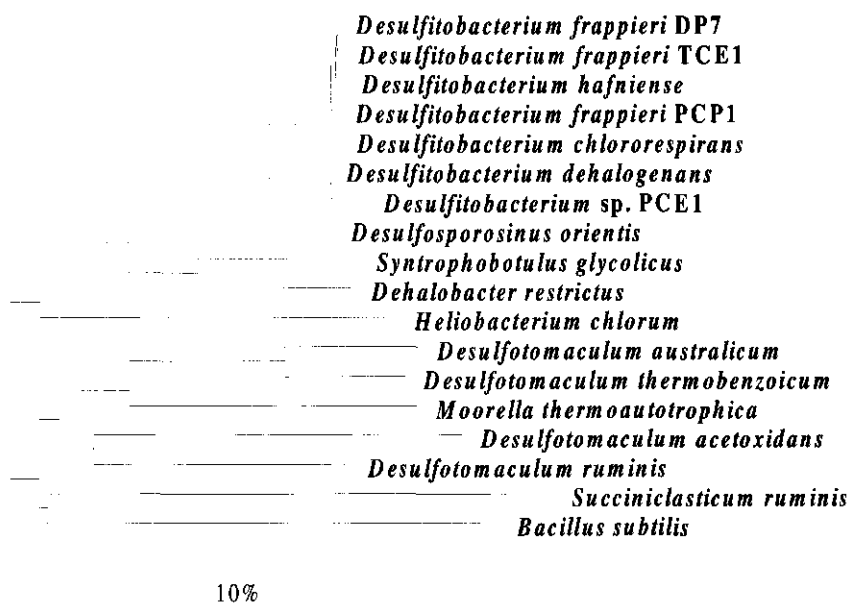 Desulfitobacterium frappieri DP7
Desulfitobacterium frappieri TCE1
Desulfitobacterium hafniense
Desulfitobacterium frappieri PCP1
Desulfitobacterium chlororespirans
Desulfitobacterium dehalogenans
Desulfitobacterium sp. PCE1
Desulfosporosinus orientis
Syntrophobotulus glycolicus
Dehalobacter restrictus
Heliobacterium chlorum
Desulfotomaculum australicum
Desulfotomaculum thermobenzoicum
Moorella thermoautotrophica
Desulfotomaculum acetoxidans
Desulfotomaculum ruminis
Succiniclasticum ruminis
Bacillus subtilis
10%